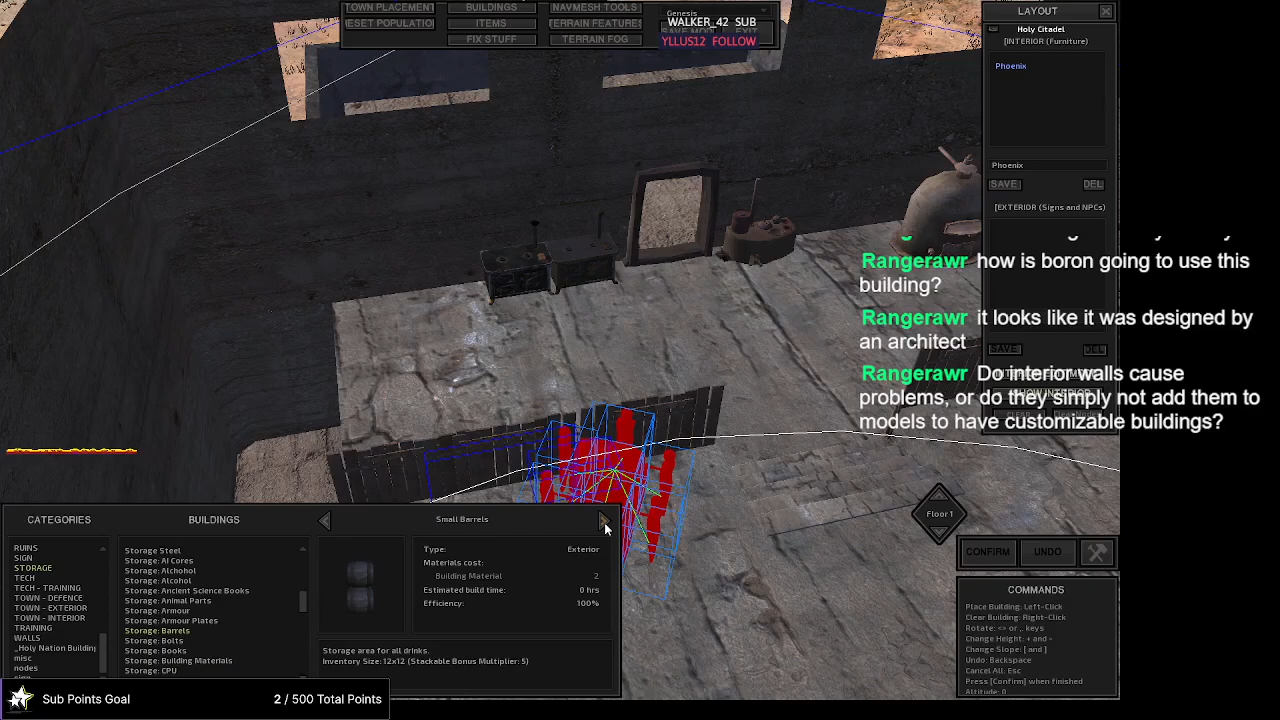 TOWN PLACEMENT
BUILDINGS
NAVMESH TOOLS
Genesis
RESET POPULATIO
ITEMS
TERRAIN FEATURES
WALKER_42 SUB
YLLUS12 FOLLOW
FIX STUFF
TERRAIN FOG
LAYOUT
Holy Citadel
[INTERIOR (Furniture)
Phoenix
Phoenix
SAVE
DEL
[EXTERIOR (Signs and NPCs)
SAVE
DEL
Rangerawr how is boron going to use this
building?
Rangerawr it looks like it was designed by
an architect
Rangerawr Do interior walls cause
problems, or do they simply not add them to
models to have customizable buildings?
Floor 1
CONFIRM
UNDO
COMMANDS
Place Building: Left-Click
Clear Building: Right-Click
Rotate: <> or ,. keys
Change Height: + and -
Change Slope: [ and ]
Undo: Backspace
Cancel All: Esc
Press [Confirm] when finished
Altitude: 0
CATEGORIES
RUINS
SIGN
STORAGE
TECH
TECH - TRAINING
TOWN - DEFENCE
TOWN - EXTERIOR
TOWN - INTERIOR
TRAINING
WALLS
_Holy Nation Building
misc
nodes
BUILDINGS
Storage Steel
Storage: AI Cores
Storage: Alchohol
Storage: Alcohol
Storage: Ancient Science Books
Storage: Animal Parts
Storage: Armour
Storage: Armour Plates
Storage: Barrels
Storage: Bolts
Storage: Books
Storage: Building Materials
Storage: CPU
Small Barrels
Type: Exterior
Materials cost:
Building Material 2
Estimated build time: 0 hrs
Efficiency: 100%
Storage area for all drinks.
Inventory Size: 12x12 (Stackable Bonus Multiplier: 5)
Sub Points Goal
2 / 500 Total Points